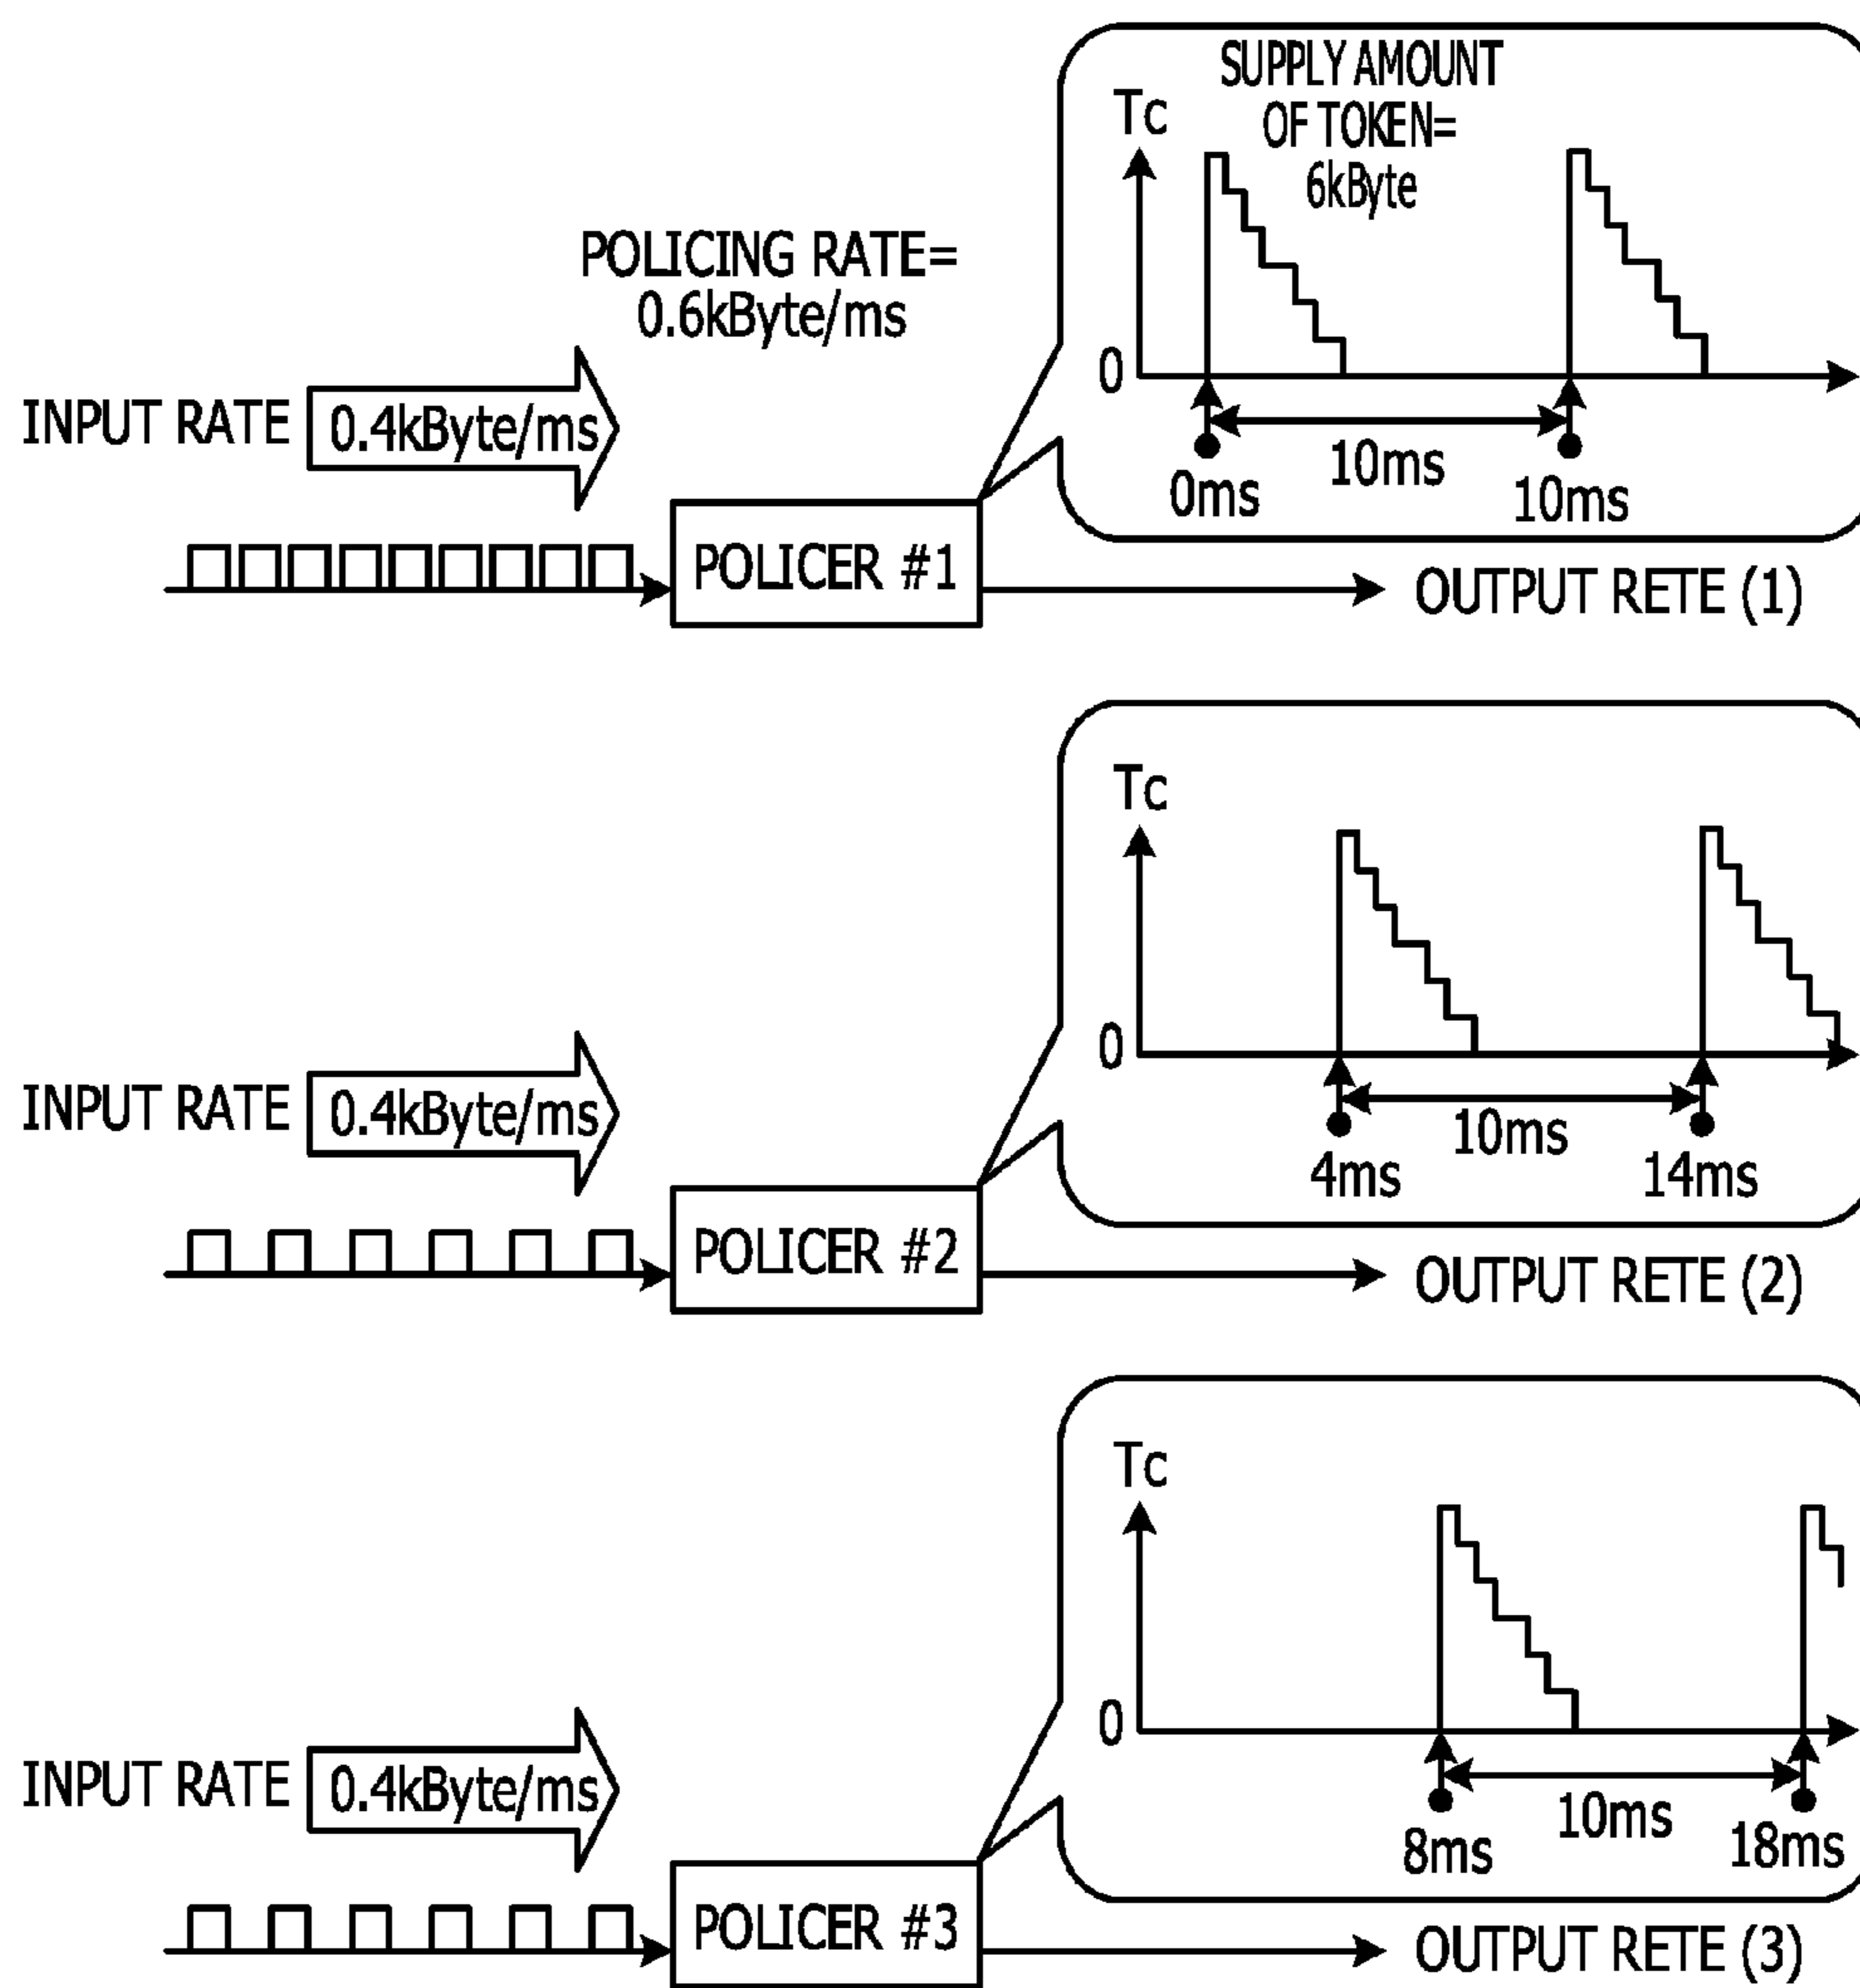 SUPPLY AMOUNT
OF TOKEN=
6kByte
Tc
POLICING RATE=
0.6kByte/ms
0
INPUT RATE
0.4kByte/ms
10ms
0ms
10ms
POLICER #1
OUTPUT RETE (1)
Tc
0
INPUT RATE
0.4kByte/ms
10ms
4ms
14ms
POLICER #2
OUTPUT RETE (2)
Tc
0
INPUT RATE
0.4kByte/ms
10ms
8ms
18ms
POLICER #3
OUTPUT RETE (3)